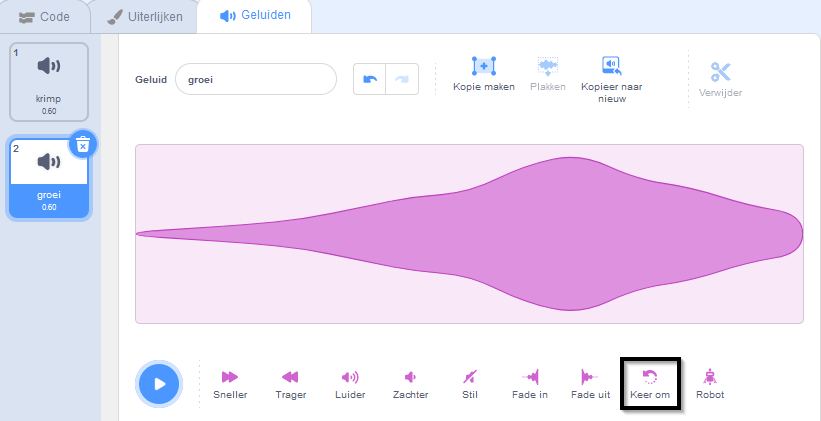 Code
Uiterlijken
Geluiden
1
krimp
0.60
2
groei
0.60
Geluid
groei
Kopie maken
Plakken
Kopieer naar
nieuw
Verwijder
Sneller
Trager
Luider
Zachter
Stil
Fade in
Fade uit
Keer om
Robot